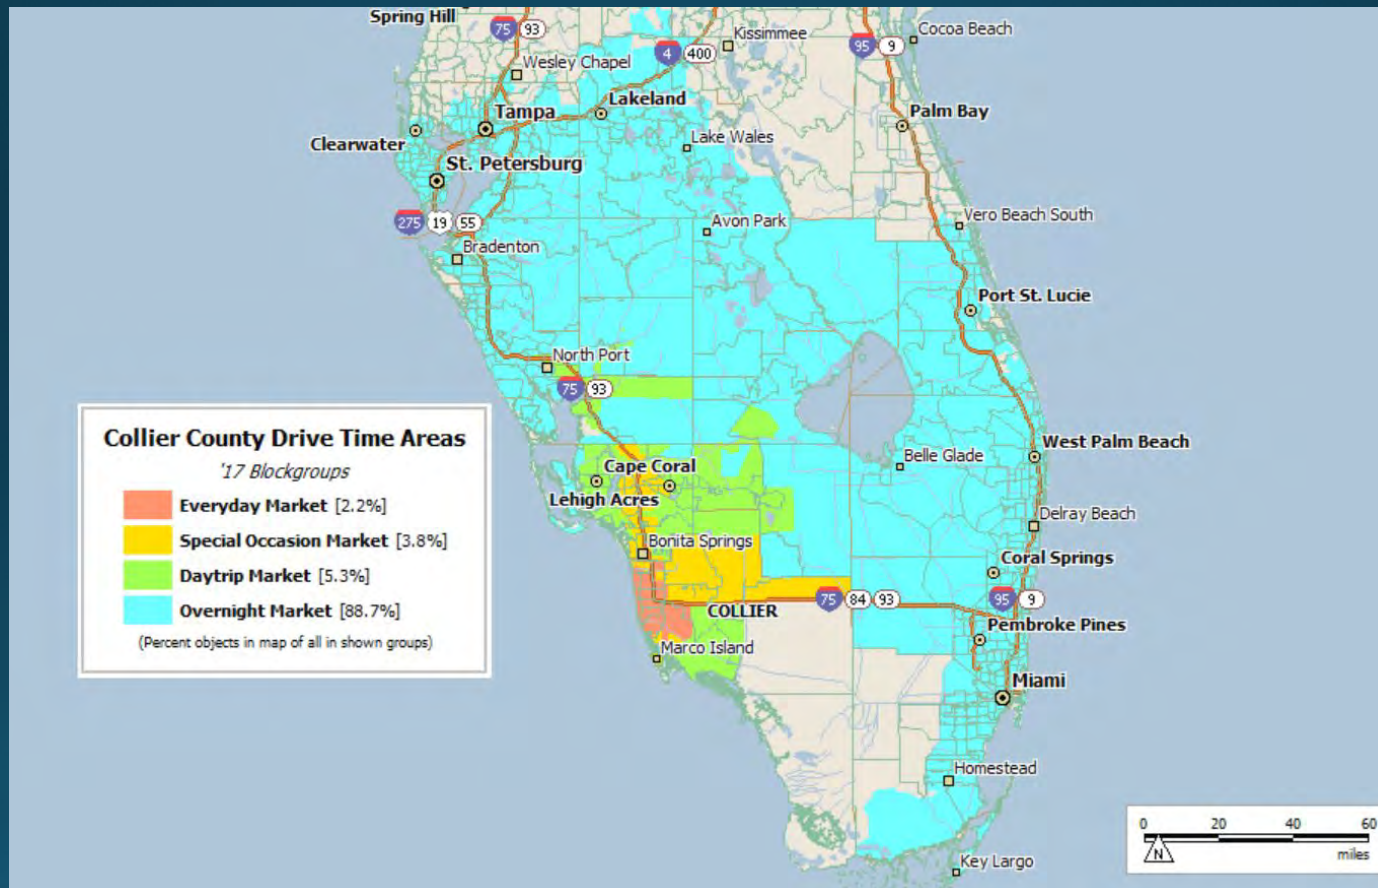 Spring Hill
75 93
Kissimmee
95 9
Cocoa Beach
4 400
Wesley Chapel
Lakeland
Tampa
Palm Bay
Clearwater
Lake Wales
St. Petersburg
275 19 55
Avon Park
Vero Beach South
Bradenton
Port St. Lucie
North Port
75 93
Collier County Drive Time Areas
'17 Blockgroups
Everyday Market [2.2%]
Special Occasion Market [3.8%]
Daytrip Market [5.3%]
Overnight Market [88.7%]
(Percent objects in map of all in shown groups)
West Palm Beach
Belle Glade
Cape Coral
Lehigh Acres
Delray Beach
Bonita Springs
Coral Springs
COLLIER
75 84 93
95 9
Pembroke Pines
Marco Island
Miami
Homestead
0 20 40 60
N
miles
Key Largo